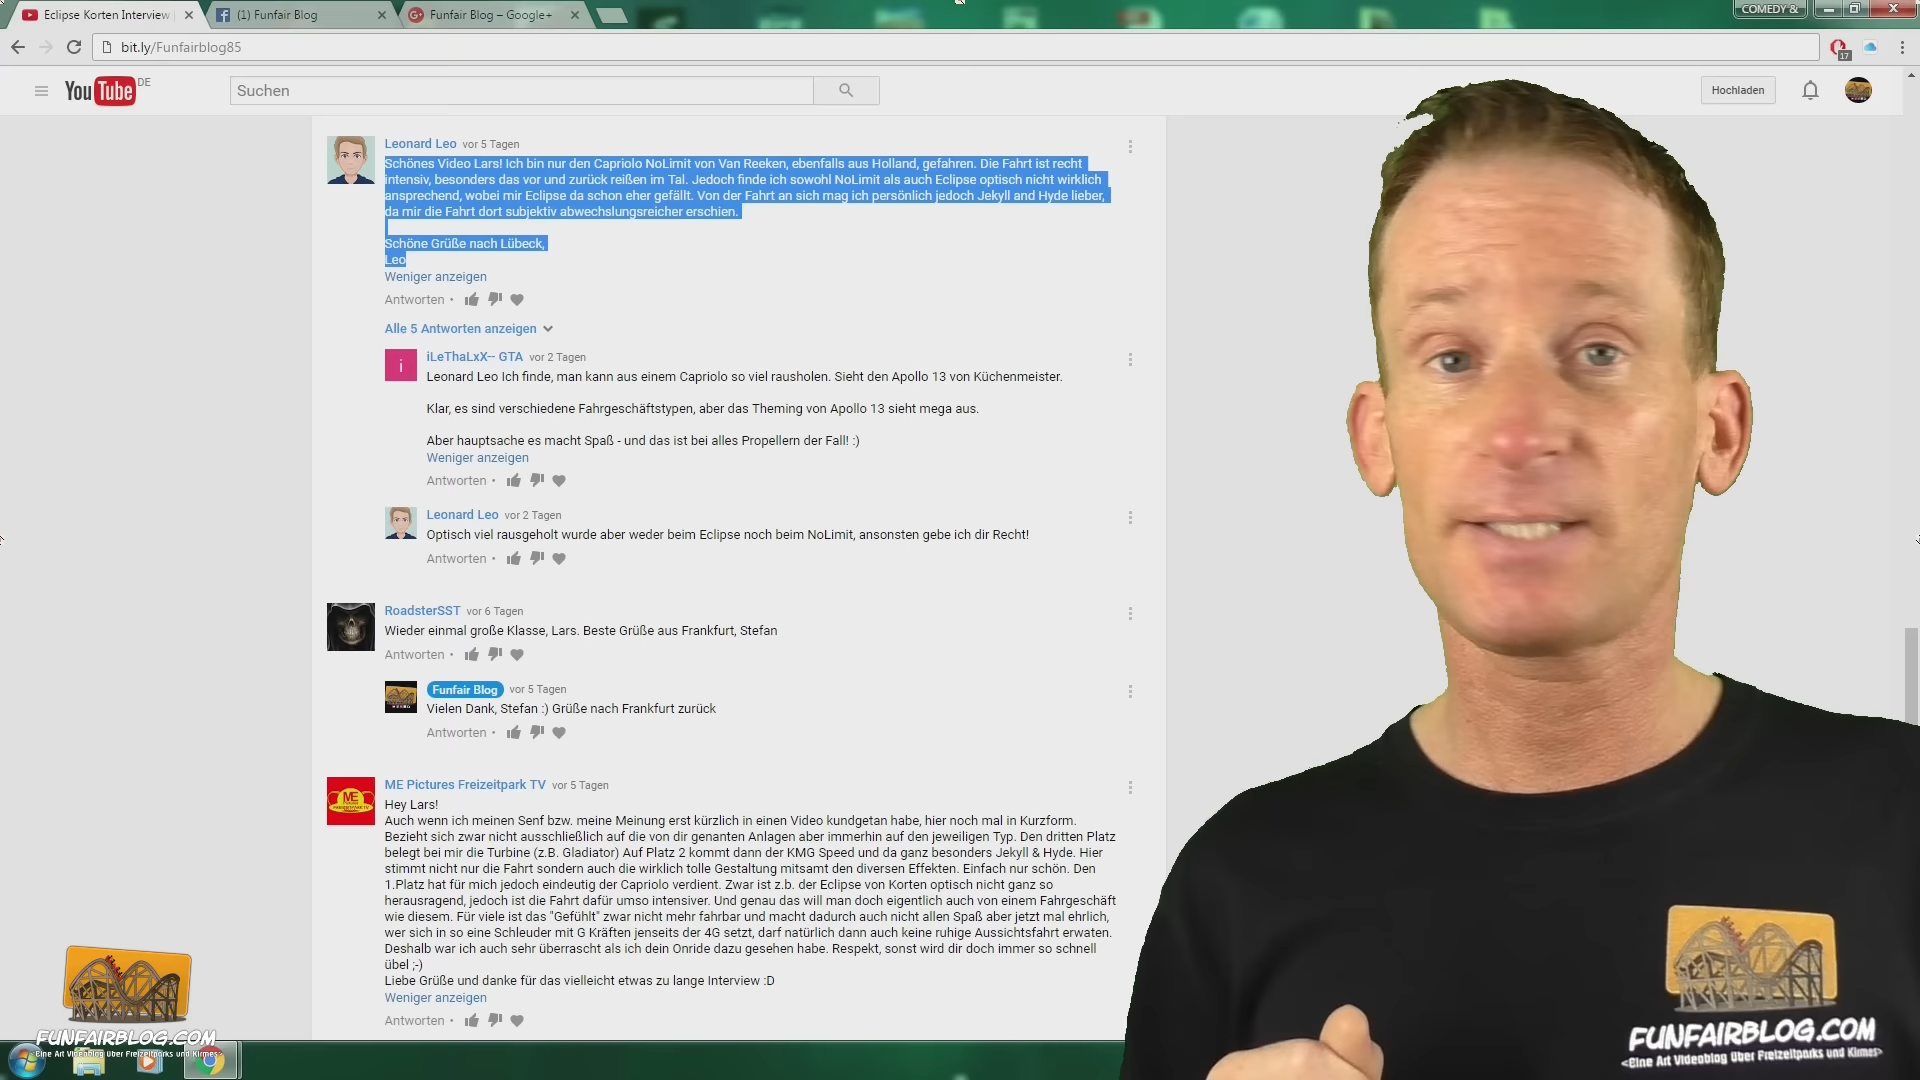 Eclipse Korten Interview
(1) Funfair Blog
Funfair Blog – Google+
COMEDY &
bit.ly/Funfairblog85
17
YouTube DE
Suchen
Hochladen
Leonard Leo vor 5 Tagen
Schönes Video Lars! Ich bin nur den Capriolo NoLimit von Van Reeken, ebenfalls aus Holland, gefahren. Die Fahrt ist recht
intensiv, besonders das vor und zurück reißen im Tal. Jedoch finde ich sowohl NoLimit als auch Eclipse optisch nicht wirklich
ansprechend, wobei mir Eclipse da schon eher gefällt. Von der Fahrt an sich mag ich persönlich jedoch Jekyll and Hyde lieber,
da mir die Fahrt dort subjektiv abwechslungsreicher erschien.
Schöne Grüße nach Lübeck,
Leo
Weniger anzeigen
Antworten •
Alle 5 Antworten anzeigen
i
iLeThaLxX-- GTA vor 2 Tagen
Leonard Leo Ich finde, man kann aus einem Capriolo so viel rausholen. Sieht den Apollo 13 von Küchenmeister.
Klar, es sind verschiedene Fahrgeschäftstypen, aber das Theming von Apollo 13 sieht mega aus.
Aber hauptsache es macht Spaß - und das ist bei alles Propellern der Fall! :)
Weniger anzeigen
Antworten •
Leonard Leo vor 2 Tagen
Optisch viel rausgeholt wurde aber weder beim Eclipse noch beim NoLimit, ansonsten gebe ich dir Recht!
Antworten •
RoadsterSST vor 6 Tagen
Wieder einmal große Klasse, Lars. Beste Grüße aus Frankfurt, Stefan
Antworten •
Funfair Blog vor 5 Tagen
Vielen Dank, Stefan :) Grüße nach Frankfurt zurück
Antworten •
ME
ME Pictures Freizeitpark TV vor 5 Tagen
Hey Lars!
Auch wenn ich meinen Senf bzw. meine Meinung erst kürzlich in einen Video kundgetan habe, hier noch mal in Kurzform.
Bezieht sich zwar nicht ausschließlich auf die von dir genanten Anlagen aber immerhin auf den jeweiligen Typ. Den dritten Platz
belegt bei mir die Turbine (z.B. Gladiator) Auf Platz 2 kommt dann der KMG Speed und da ganz besonders Jekyll & Hyde. Hier
stimmt nicht nur die Fahrt sondern auch die wirklich tolle Gestaltung mitsamt den diversen Effekten. Einfach nur schön. Den
1.Platz hat für mich jedoch eindeutig der Capriolo verdient. Zwar ist z.b. der Eclipse von Korten optisch nicht ganz so
herausragend, jedoch ist die Fahrt dafür umso intensiver. Und genau das will man doch eigentlich auch von einem Fahrgeschäft
wie diesem. Für viele ist das "Gefühlt" zwar nicht mehr fahrbar und macht dadurch auch nicht allen Spaß aber jetzt mal ehrlich,
wer sich in so eine Schleuder mit G Kräften jenseits der 4G setzt, darf natürlich dann auch keine ruhige Aussichtsfahrt erwaten.
Deshalb war ich auch sehr überrascht als ich dein Onride dazu gesehen habe. Respekt, sonst wird dir doch immer so schnell
übel ;-)
Liebe Grüße und danke für das vielleicht etwas zu lange Interview :D
Weniger anzeigen
Antworten •
FUNFAIRBLOG.COM
-Eine Art Videoblog über Freizeitparks und Kirmes-
FUNFAIRBLOG.COM
<Eine Art Videoblog über Freizeitparks und Kirmes>